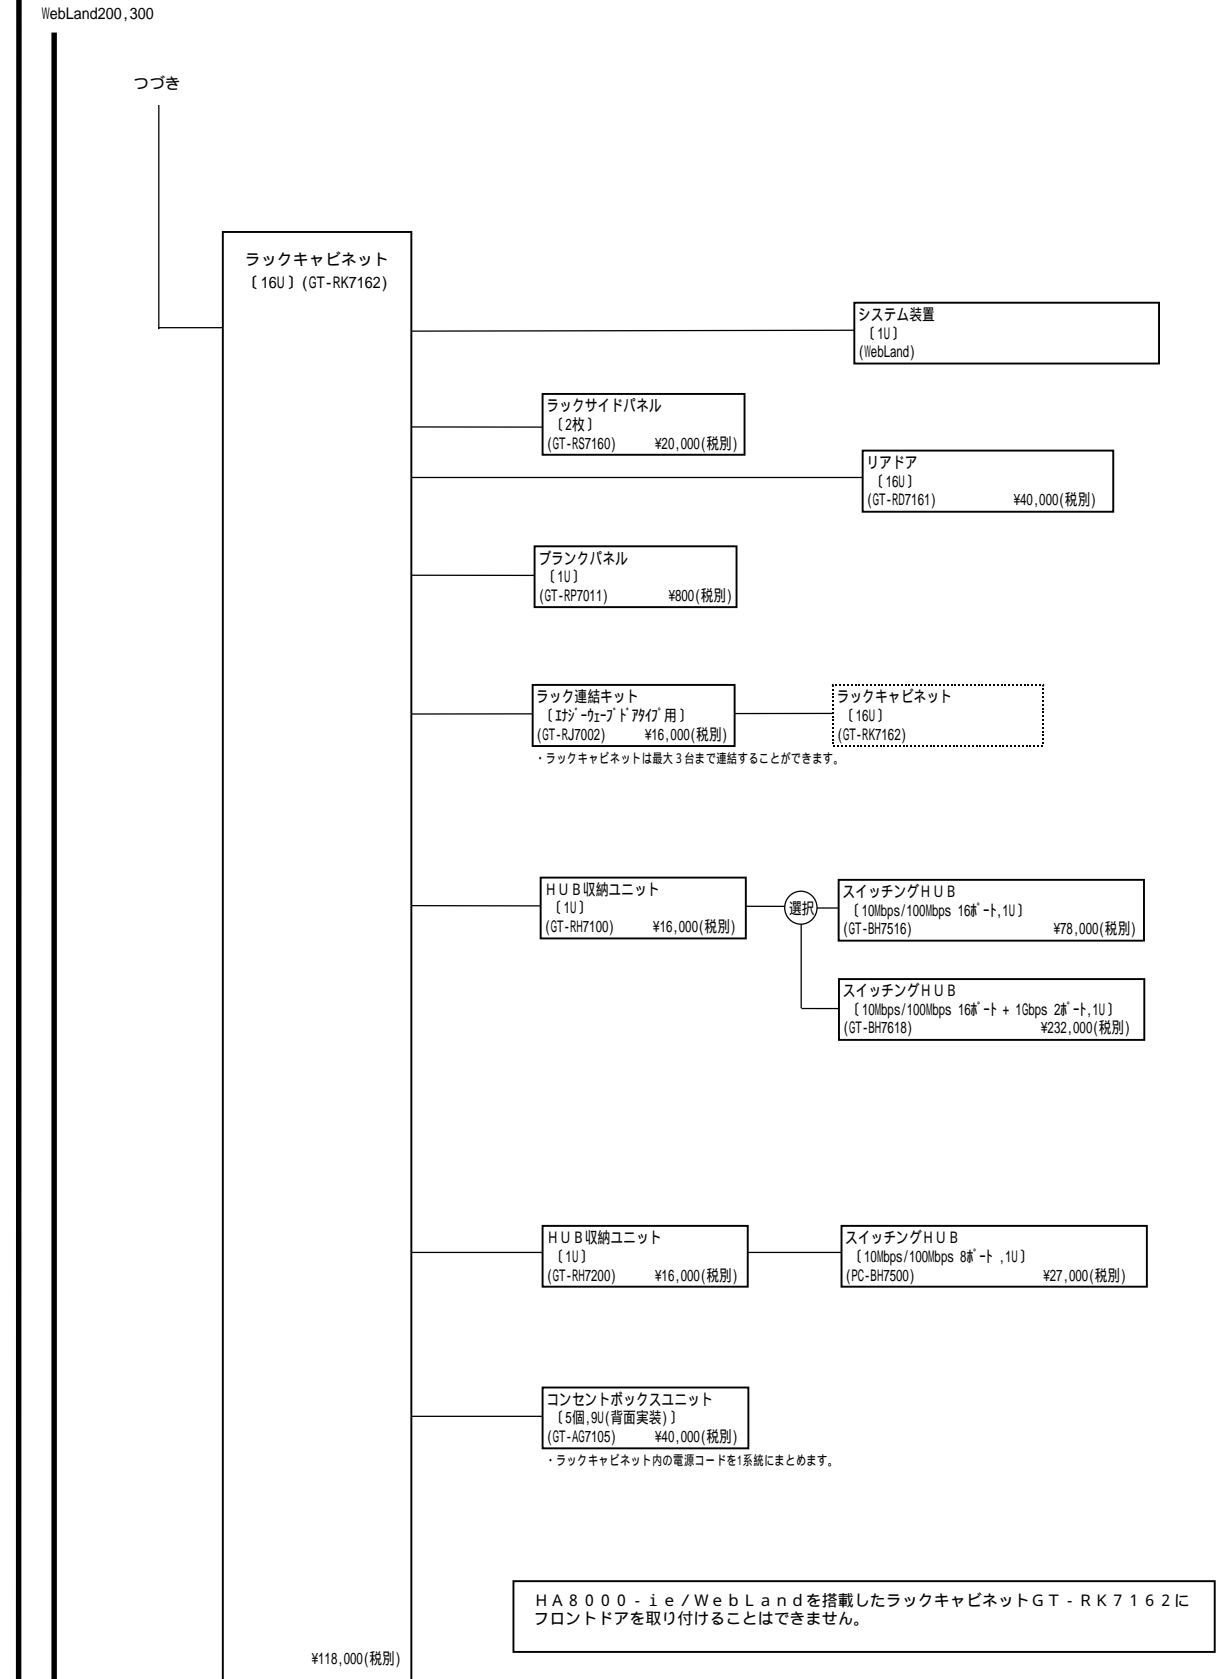 WebLand200,300
つづき
ラックキャビネット
〔16U〕(GT-RK7162)
システム装置
〔1U〕
(WebLand)
ラックサイドパネル
〔2枚〕
(GT-RS7160) ¥20,000(税別)
リアドア
〔16U〕
(GT-RD7161) ¥40,000(税別)
ブランクパネル
〔1U〕
(GT-RP7011) ¥800(税別)
ラック連結キット
〔ｴﾅｼﾞｰｳｪｰﾌﾞﾄﾞｱﾀｲﾌﾟ用〕
(GT-RJ7002) ¥16,000(税別)
ラックキャビネット
〔16U〕
(GT-RK7162)
・ラックキャビネットは最大３台まで連結することができます。
ＨＵＢ収納ユニット
〔1U〕
(GT-RH7100) ¥16,000(税別)
選択
スイッチングＨＵＢ
〔10Mbps/100Mbps 16ﾎﾟｰﾄ,1U〕
(GT-BH7516) ¥78,000(税別)
スイッチングＨＵＢ
〔10Mbps/100Mbps 16ﾎﾟｰﾄ + 1Gbps 2ﾎﾟｰﾄ,1U〕
(GT-BH7618) ¥232,000(税別)
ＨＵＢ収納ユニット
〔1U〕
(GT-RH7200) ¥16,000(税別)
スイッチングＨＵＢ
〔10Mbps/100Mbps 8ﾎﾟｰﾄ ,1U〕
(PC-BH7500) ¥27,000(税別)
コンセントボックスユニット
〔5個,9U(背面実装)〕
(GT-AG7105) ¥40,000(税別)
・ラックキャビネット内の電源コードを1系統にまとめます。
ＨＡ８０００-ｉｅ/ＷｅｂＬａｎｄを搭載したラックキャビネットＧＴ-ＲＫ７１６２に
フロントドアを取り付けることはできません。
¥118,000(税別)